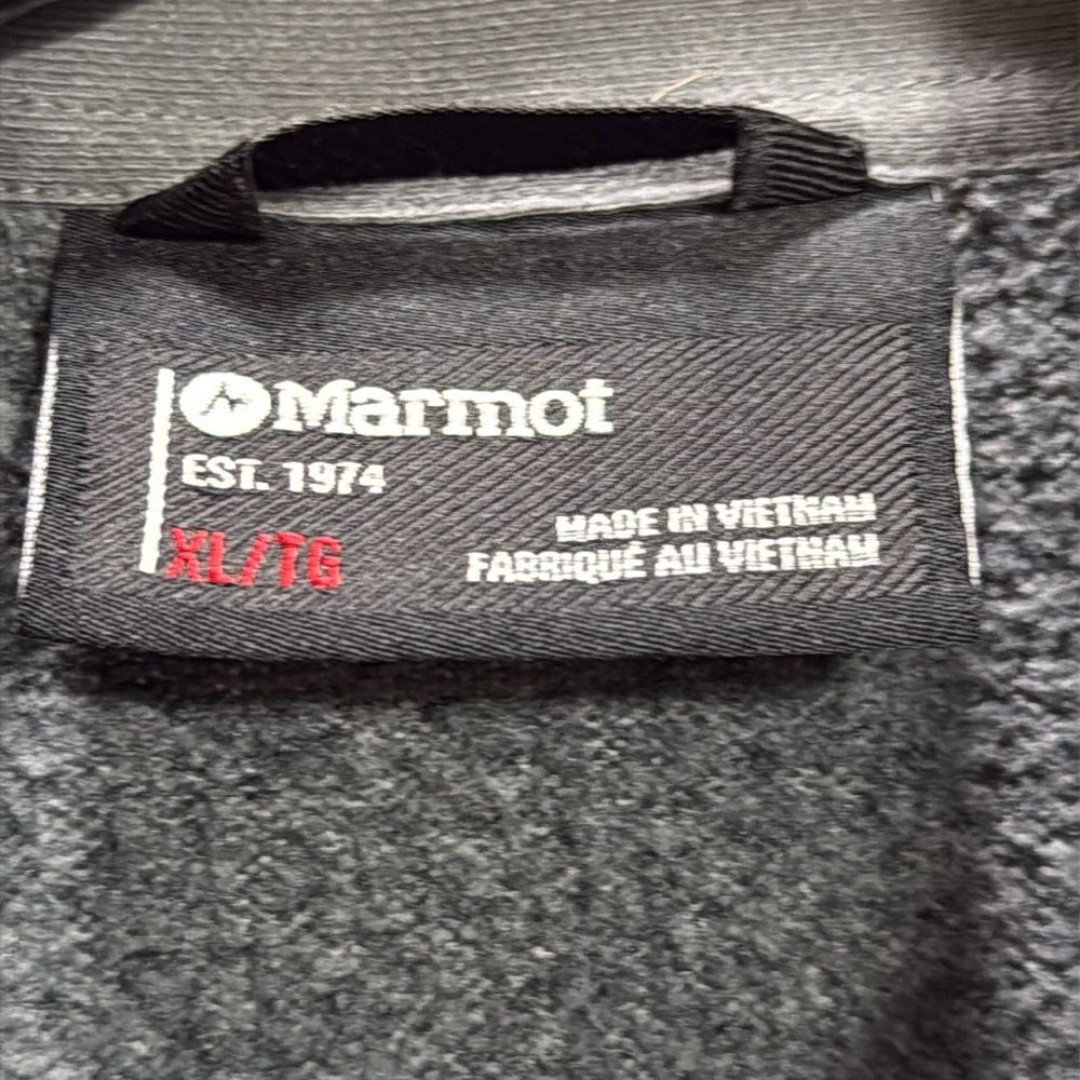 Marmot
EST. 1974
XL/TG
MADE IN VIETNAM
FABRIQUÉ AU VIETNAM